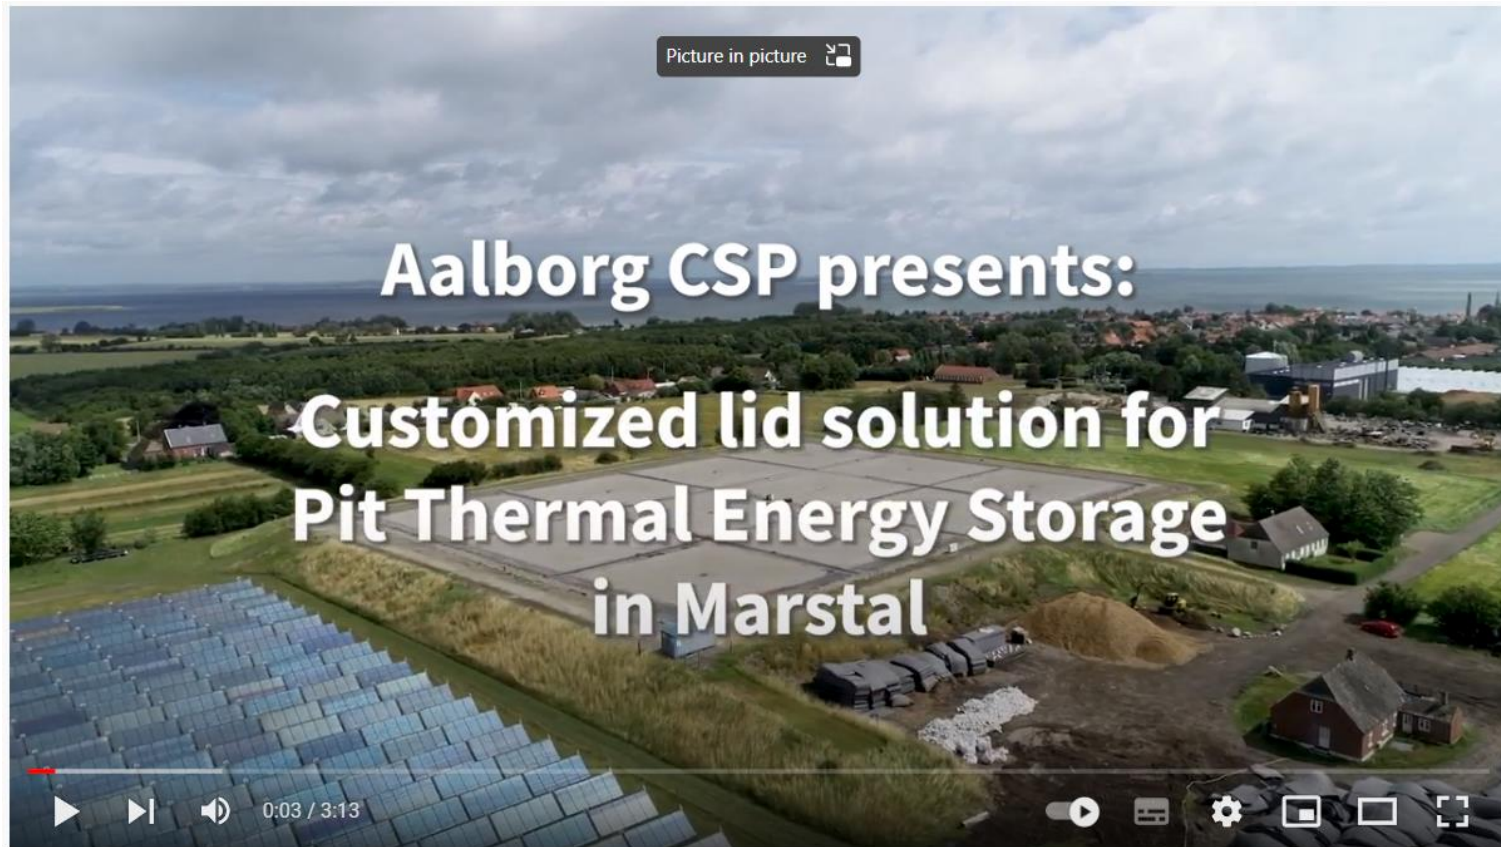 Picture in picture
Aalborg CSP presents:
Customized lid solution for
Pit Thermal Energy Storage
in Marstal
0:03 / 3:13